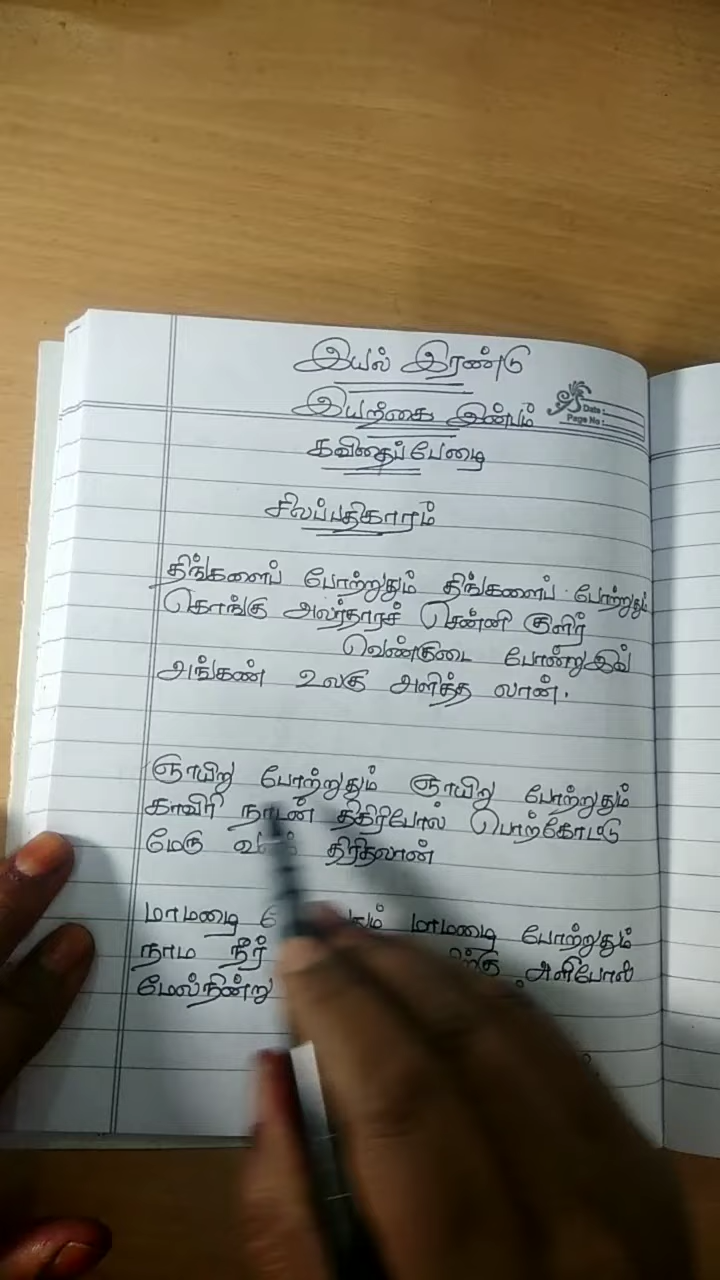 இயல் இரண்டு
இயற்கை இன்பம்
Date :
Page No :
கவிதைப்பேழை
சிலப்பதிகாரம்
திங்களைப் போற்றுதும் திங்களைப் போற்றுதும்
கொங்கு அலர்தார்ச் சென்னி குளிர்
வெண்குடை போன்றுஇவ்
அங்கண் உலகு அளித்த லான்.
ஞாயிறு போற்றுதும் ஞாயிறு போற்றுதும்
காவிரி நாடன் திகிரிபோல் பொற்கோட்டு
மேரு திரிதலான்
மாமழை மாமழை போற்றுதும்
நாம நீர் அளிபோல்
மேல்நின்று